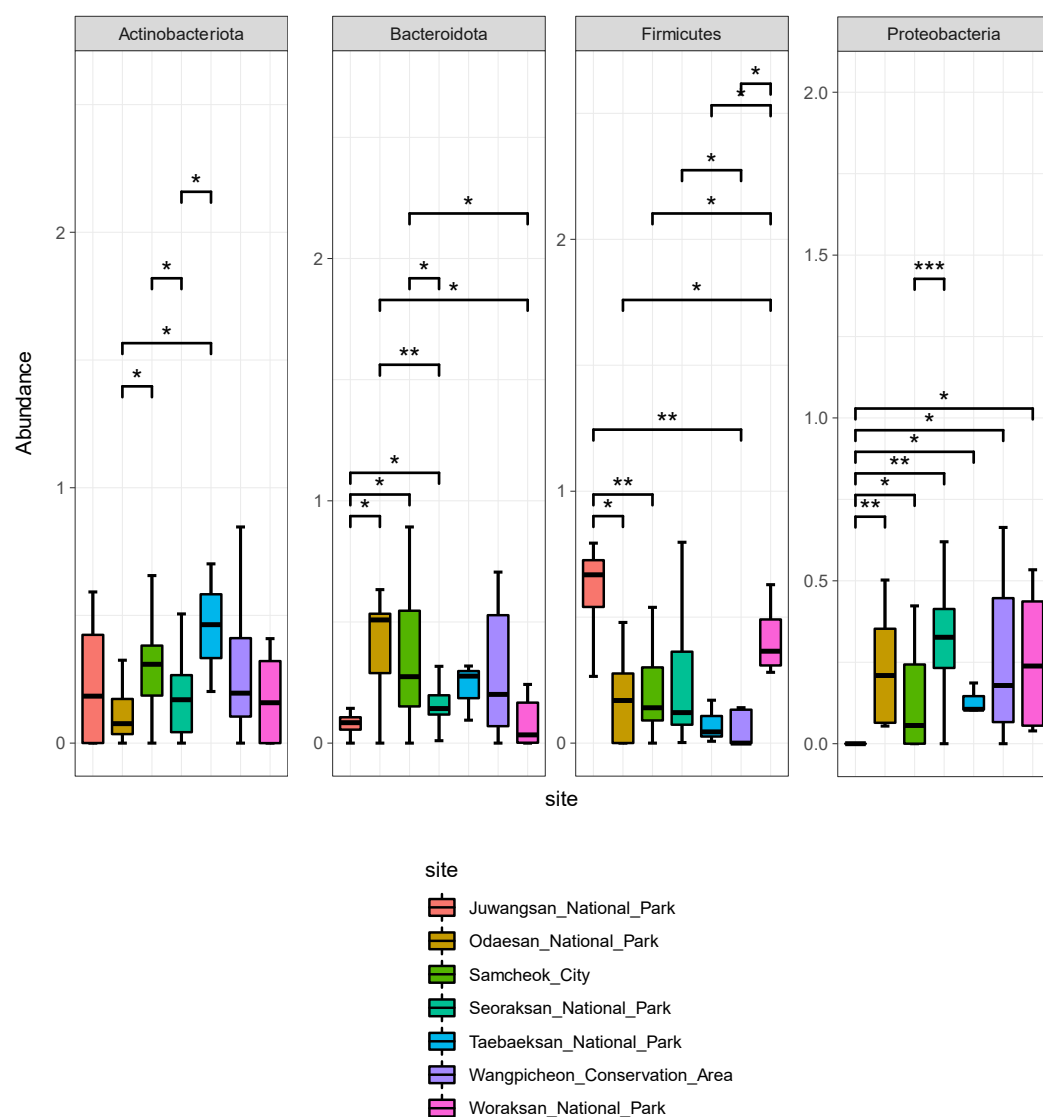 Actinobacteriota
Bacteroidota
Firmicutes
Proteobacteria
Abundance
2
1
0
*
*
*
*
2
1
0
*
*
*
**
*
*
*
2
1
0
*
*
*
*
*
**
**
*
2.0
1.5
1.0
0.5
0.0
***
*
*
*
**
*
**
site
site
Juwangsan_National_Park
Odaesan_National_Park
Samcheok_City
Seoraksan_National_Park
Taebaeksan_National_Park
Wangpicheon_Conservation_Area
Woraksan_National_Park